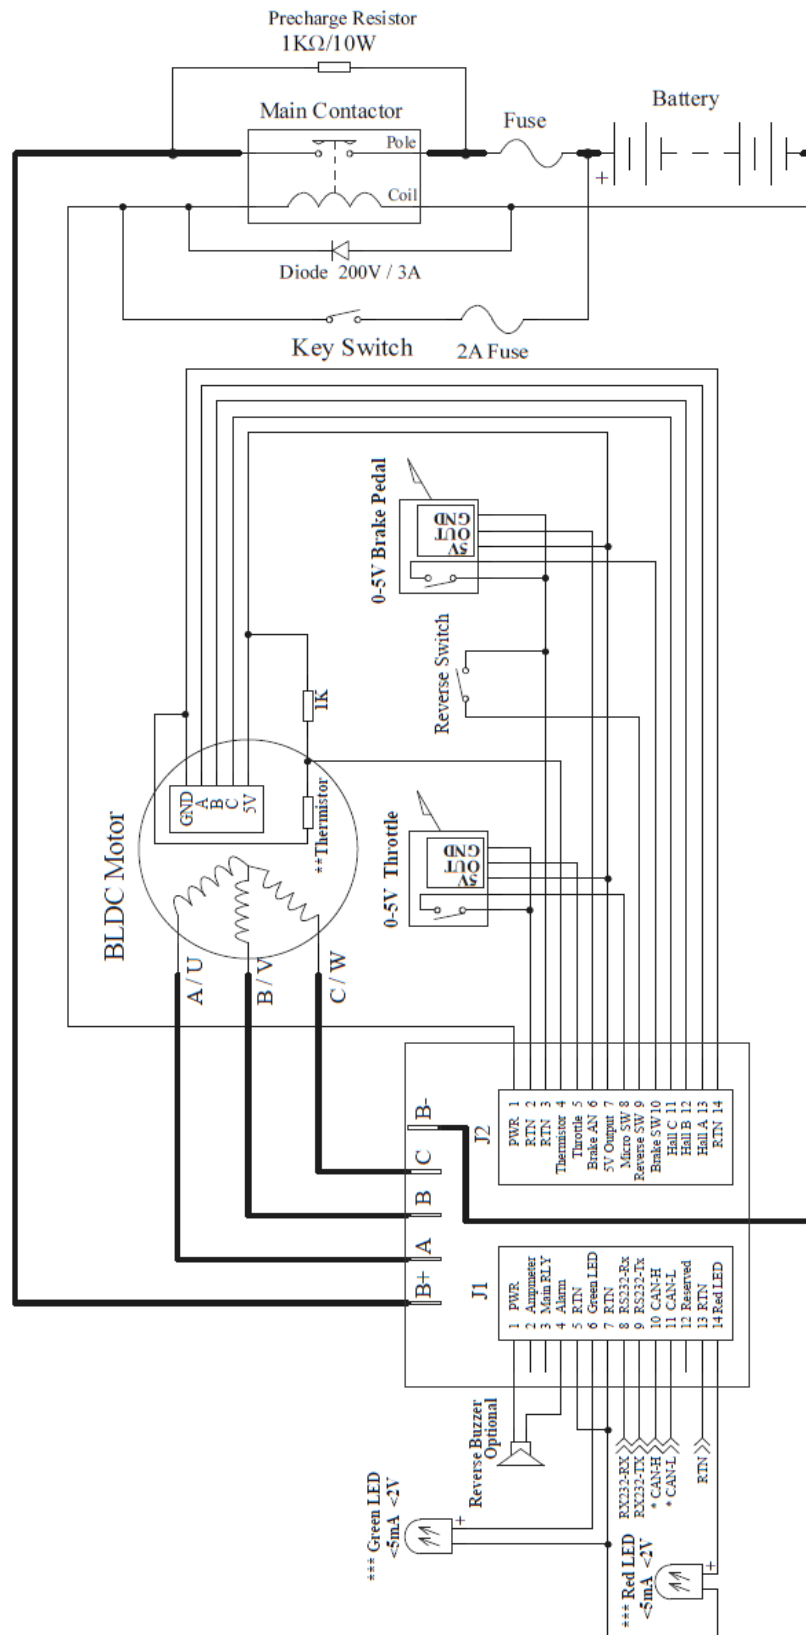 Precharge Resistor
1KΩ/10W
Main Contactor
Pole
Coil
Fuse
Battery
+
Diode 200V / 3A
Key Switch
2A Fuse
0-5V Brake Pedal
GND
OUT
5V
Reverse Switch
1K
**Thermistor
BLDC Motor
GND
A
B
C
5V
0-5V Throttle
GND
OUT
5V
A / U
B / V
C / W
B-
C
B
A
B+
J2
PWR 1
RTN 2
RTN 3
Thermistor 4
Throttle 5
Brake AN 6
5V Output 7
Micro SW 8
Reverse SW 9
Brake SW 10
Hall C 11
Hall B 12
Hall A 13
RTN 14
J1
1 PWR
2 Ampmeter
3 Main RLY
4 Alarm
5 RTN
6 Green LED
7 RTN
8 RS232-Rx
9 RS232-Tx
10 CAN-H
11 CAN-L
12 Reserved
13 RTN
14 Red LED
Reverse Buzzer
Optional
RX232-RX
RX232-TX
* CAN-H
* CAN-L
RTN
*** Green LED
<5mA <2V
+
*** Red LED
<5mA <2V
+